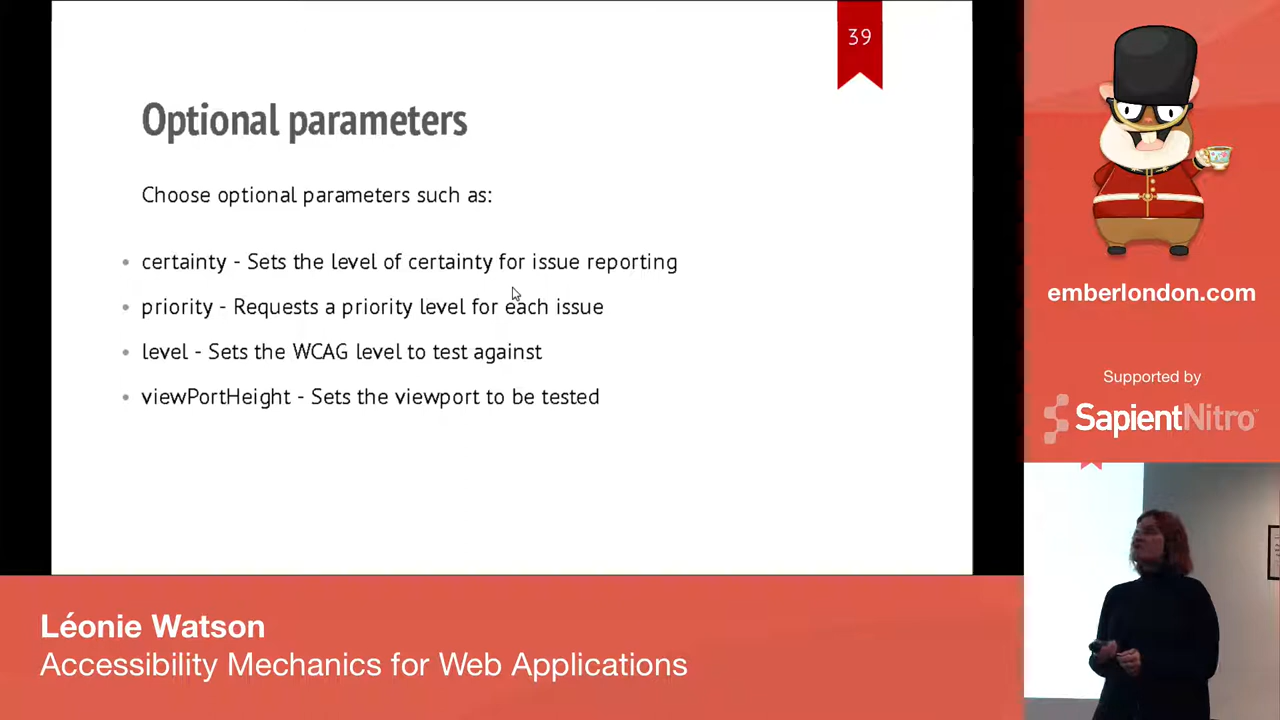 39
Optional parameters
Choose optional parameters such as:
certainty - Sets the level of certainty for issue reporting
priority - Requests a priority level for each issue
level - Sets the WCAG level to test against
viewPortHeight - Sets the viewport to be tested
emberlondon.com
Supported by
SapientNitro
Léonie Watson
Accessibility Mechanics for Web Applications